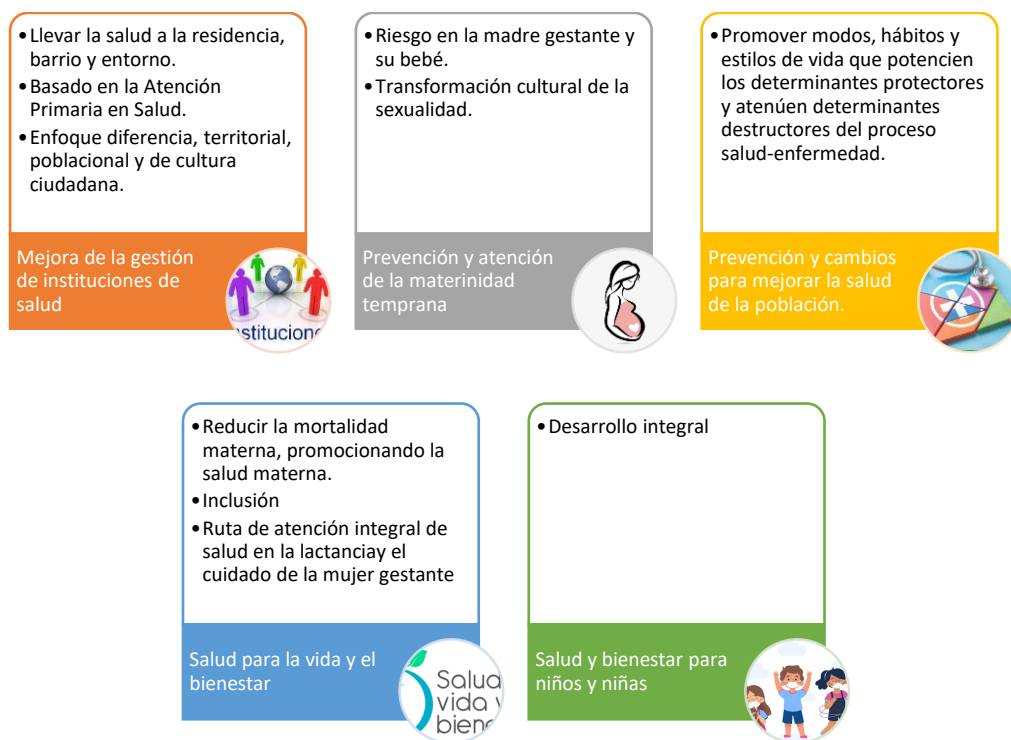 •Llevar la salud a la residencia,
barrio y entorno.
•Basado en la Atención
Primaria en Salud.
•Enfoque diferencia, territorial,
poblacional y de cultura
ciudadana.
Mejora de la gestión
de instituciones de
salud
stitucion
•Riesgo en la madre gestante y
su bebé.
•Transformación cultural de la
sexualidad.
Prevención y atención
de la materinidad
temprana
•Promover modos, hábitos y
estilos de vida que potencien
los determinantes protectores
y atenúen determinantes
destructores del proceso
salud-enfermedad.
Prevención y cambios
para mejorar la salud
de la población.
•Reducir la mortalidad
materna, promocionando la
salud materna.
•Inclusión
•Ruta de atención integral de
salud en la lactanciay el
cuidado de la mujer gestante
Salud para la vida y el
bienestar
Salud
vida y
bien
•Desarrollo integral
Salud y bienestar para
niños y niñas